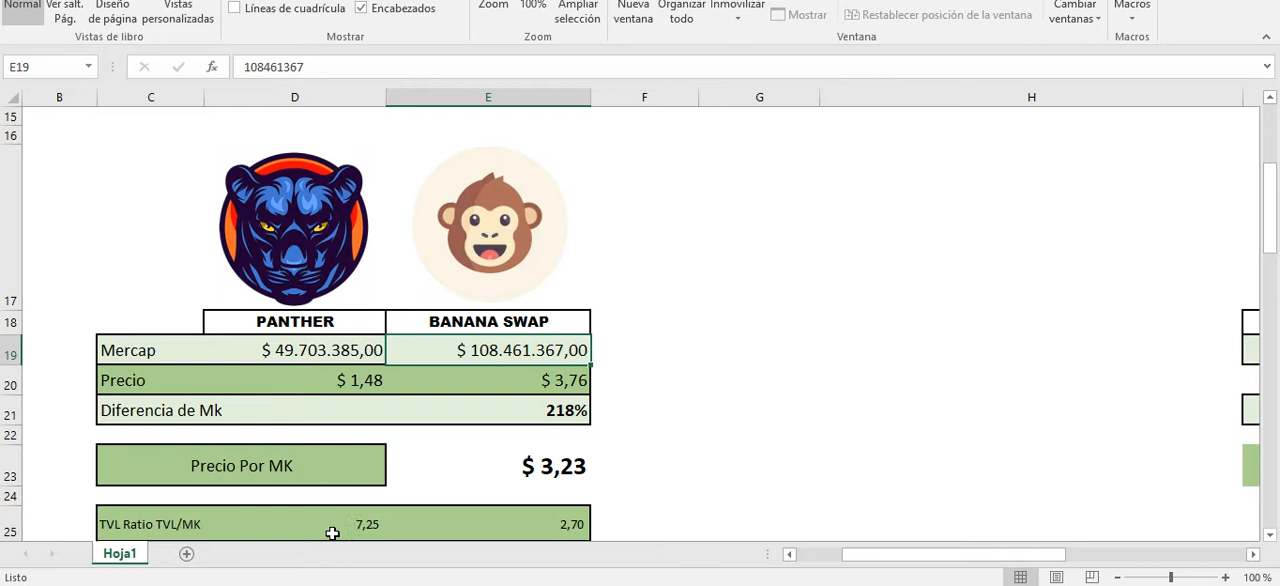 Normal Ver salt. Diseño Vistas
Pág. de página personalizadas
Vistas de libro
Líneas de cuadrícula Encabezados
Mostrar
Zoom 100% Ampliar
selección
Zoom
Nueva Organizar Inmovilizar
ventana todo
Mostrar Restablecer posición de la ventana
Cambiar
ventanas
Ventana
Macros
Macros
E19 fx 108461367
B C D E F G H
15
16
17
18 PANTHER BANANA SWAP
19 Mercap $ 49.703.385,00 $ 108.461.367,00
20 Precio $ 1,48 $ 3,76
21 Diferencia de Mk 218%
22
23 Precio Por MK $ 3,23
24
25 TVL Ratio TVL/MK 7,25 2,70
Hoja1
Listo 100 %